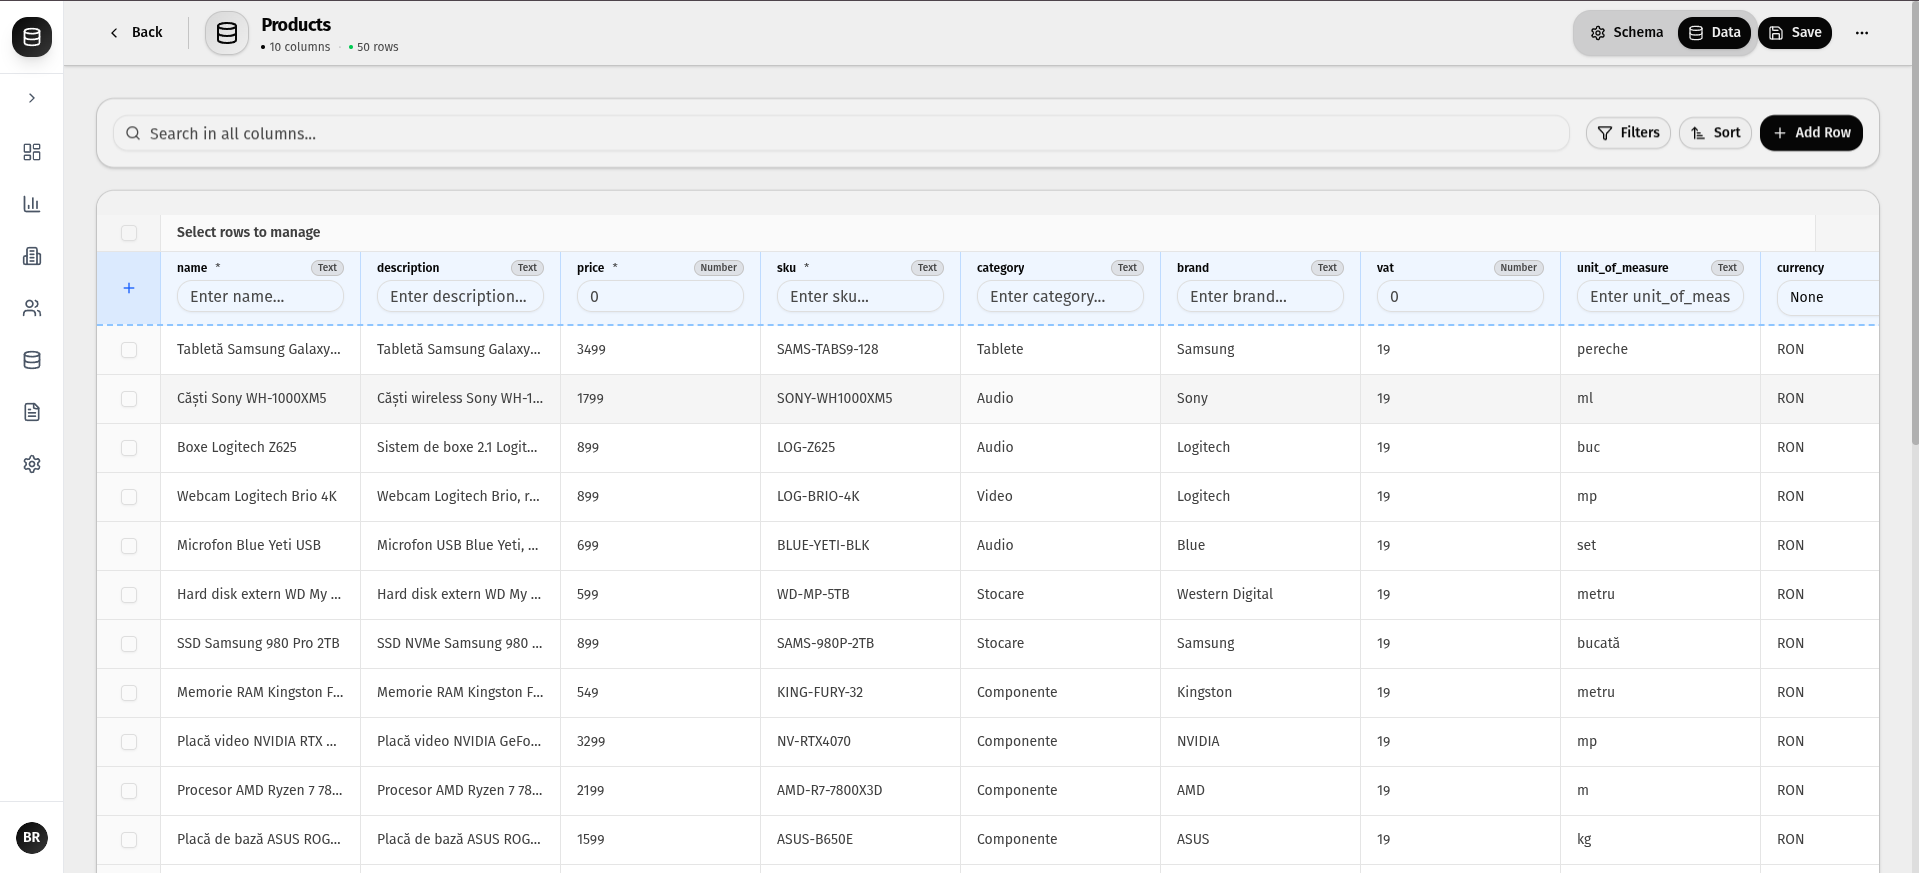 Back
Products
10 columns · 50 rows
Schema
Data
Save
Search in all columns...
Filters
Sort
Add Row
Select rows to manage
name * Text
description Text
price * Number
sku * Text
category Text
brand Text
vat Number
unit_of_measure Text
currency
Enter name...
Enter description...
0
Enter sku...
Enter category...
Enter brand...
0
Enter unit_of_meas
None
Tabletă Samsung Galaxy... Tabletă Samsung Galaxy... 3499 SAMS-TABS9-128 Tablete Samsung 19 pereche RON
Căști Sony WH-1000XM5 Căști wireless Sony WH-1... 1799 SONY-WH1000XM5 Audio Sony 19 ml RON
Boxe Logitech Z625 Sistem de boxe 2.1 Logit... 899 LOG-Z625 Audio Logitech 19 buc RON
Webcam Logitech Brio 4K Webcam Logitech Brio, r... 899 LOG-BRIO-4K Video Logitech 19 mp RON
Microfon Blue Yeti USB Microfon USB Blue Yeti, ... 699 BLUE-YETI-BLK Audio Blue 19 set RON
Hard disk extern WD My ... Hard disk extern WD My ... 599 WD-MP-5TB Stocare Western Digital 19 metru RON
SSD Samsung 980 Pro 2TB SSD NVMe Samsung 980 ... 899 SAMS-980P-2TB Stocare Samsung 19 bucată RON
Memorie RAM Kingston F... Memorie RAM Kingston F... 549 KING-FURY-32 Componente Kingston 19 metru RON
Placă video NVIDIA RTX ... Placă video NVIDIA GeFo... 3299 NV-RTX4070 Componente NVIDIA 19 mp RON
Procesor AMD Ryzen 7 78... Procesor AMD Ryzen 7 78... 2199 AMD-R7-7800X3D Componente AMD 19 m RON
Placă de bază ASUS ROG... Placă de bază ASUS ROG... 1599 ASUS-B650E Componente ASUS 19 kg RON
BR